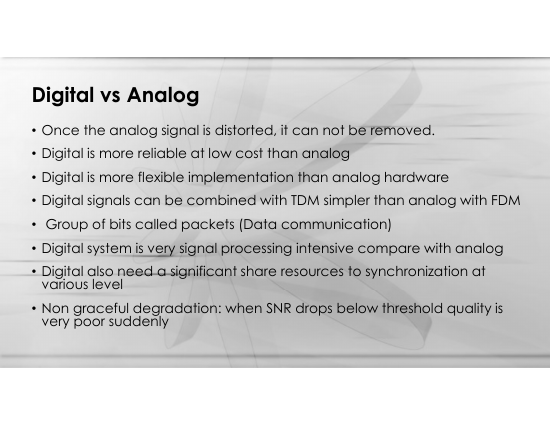 Digital vs Analog
• Once the analog signal is distorted, it can not be removed.
• Digital is more reliable at low cost than analog
• Digital is more flexible implementation than analog hardware
• Digital signals can be combined with TDM simpler than analog with FDM
• Group of bits called packets (Data communication)
• Digital system is very signal processing intensive compare with analog
• Digital also need a significant share resources to synchronization at
various level
• Non graceful degradation: when SNR drops below threshold quality is
very poor suddenly